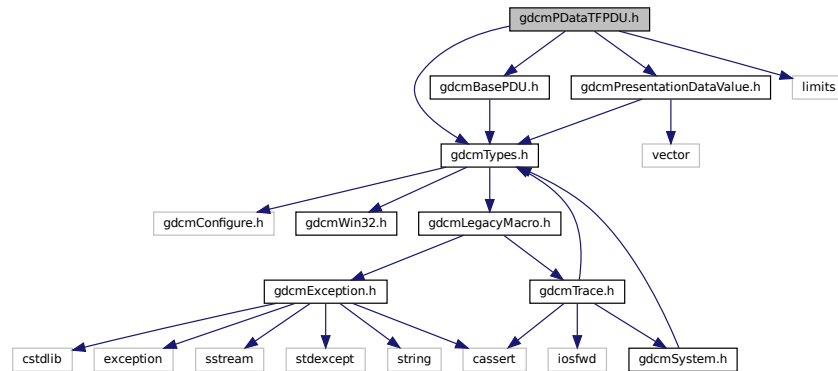 gdcmPDataTFPDU.h
gdcmBasePDU.h
gdcmPresentationDataValue.h
limits
gdcmTypes.h
vector
gdcmConfigure.h
gdcmWin32.h
gdcmLegacyMacro.h
gdcmException.h
gdcmTrace.h
cstdlib
exception
sstream
stdexcept
string
cassert
iosfwd
gdcmSystem.h